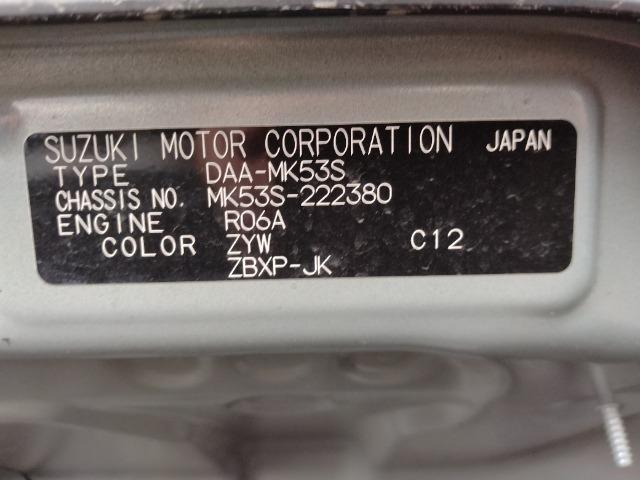 SUZUKI MOTOR CORPORATION JAPAN
TYPE DAA-MK53S
CHASSIS NO. MK53S-222380
ENGINE R06A
COLOR ZYW C12
ZBXP-JK